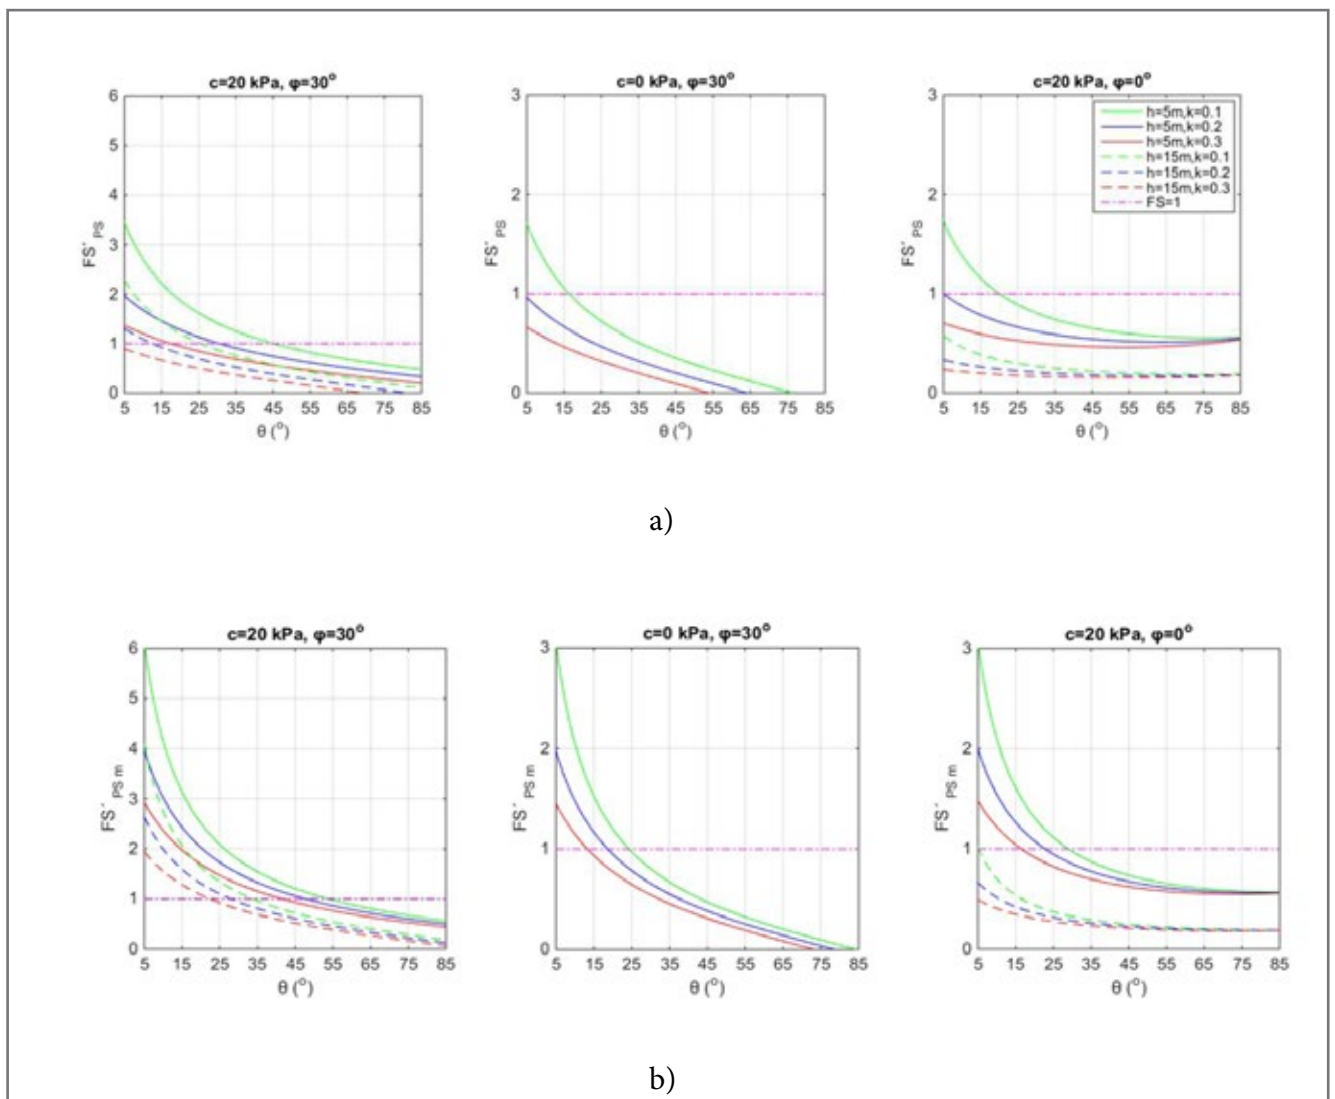 c=20 kPa, φ=30°
c=0 kPa, φ=30°
c=20 kPa, φ=0°
6
5
4
3
2
1
0
FS´ PS
5 15 25 35 45 55 65 75 85
θ (°)
3
2
1
0
FS´ PS
5 15 25 35 45 55 65 75 85
θ (°)
3
2
1
0
FS´ PS
h=5m,k=0.1
h=5m,k=0.2
h=5m,k=0.3
h=15m,k=0.1
h=15m,k=0.2
h=15m,k=0.3
FS=1
5 15 25 35 45 55 65 75 85
θ (°)
a)
c=20 kPa, φ=30°
c=0 kPa, φ=30°
c=20 kPa, φ=0°
6
5
4
3
2
1
0
FS´ PS m
5 15 25 35 45 55 65 75 85
θ (°)
3
2
1
0
FS´ PS m
5 15 25 35 45 55 65 75 85
θ (°)
3
2
1
0
FS´ PS m
5 15 25 35 45 55 65 75 85
θ (°)
b)